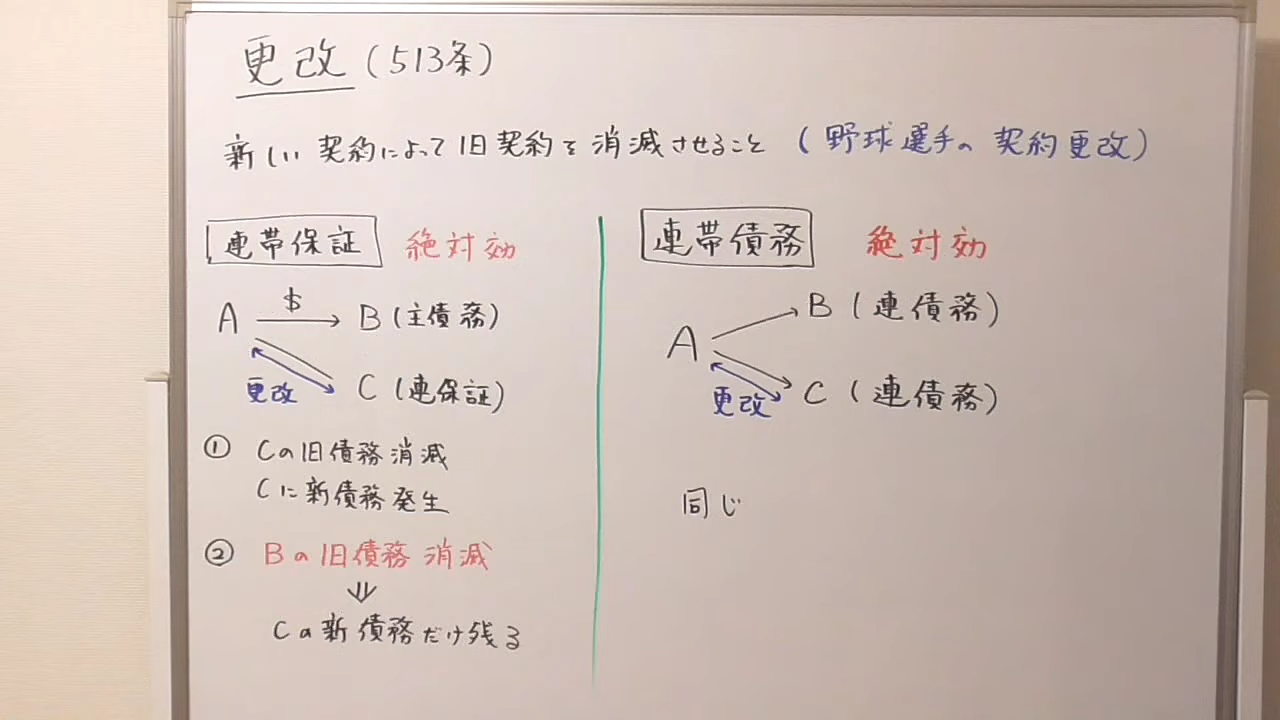 更改(513条)
新しい契約によって旧契約を消滅させること (野球選手の契約更改)
連帯保証 絶対効
A $ B(主債務)
更改 C(連保証)
① Cの旧債務消滅
Cに新債務発生
② Bの旧債務消滅
⇓
Cの新債務だけ残る
連帯債務 絶対効
A B(連債務)
更改 C(連債務)
同じ